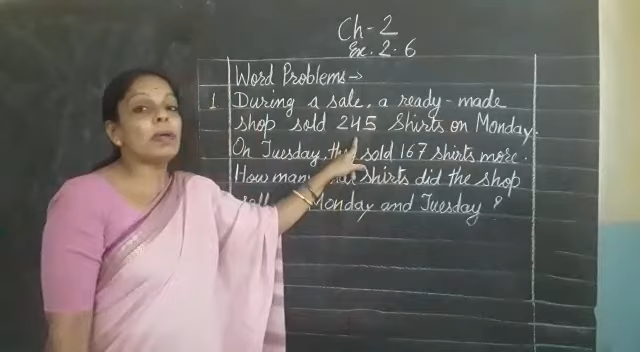 Ch-2
Ex. 2.6
Word Problems →
1 During a sale, a ready-made
shop sold 245 Shirts on Monday.
On Tuesday, sold 167 shirts more.
How many shirts did the shop
Monday and Tuesday ?